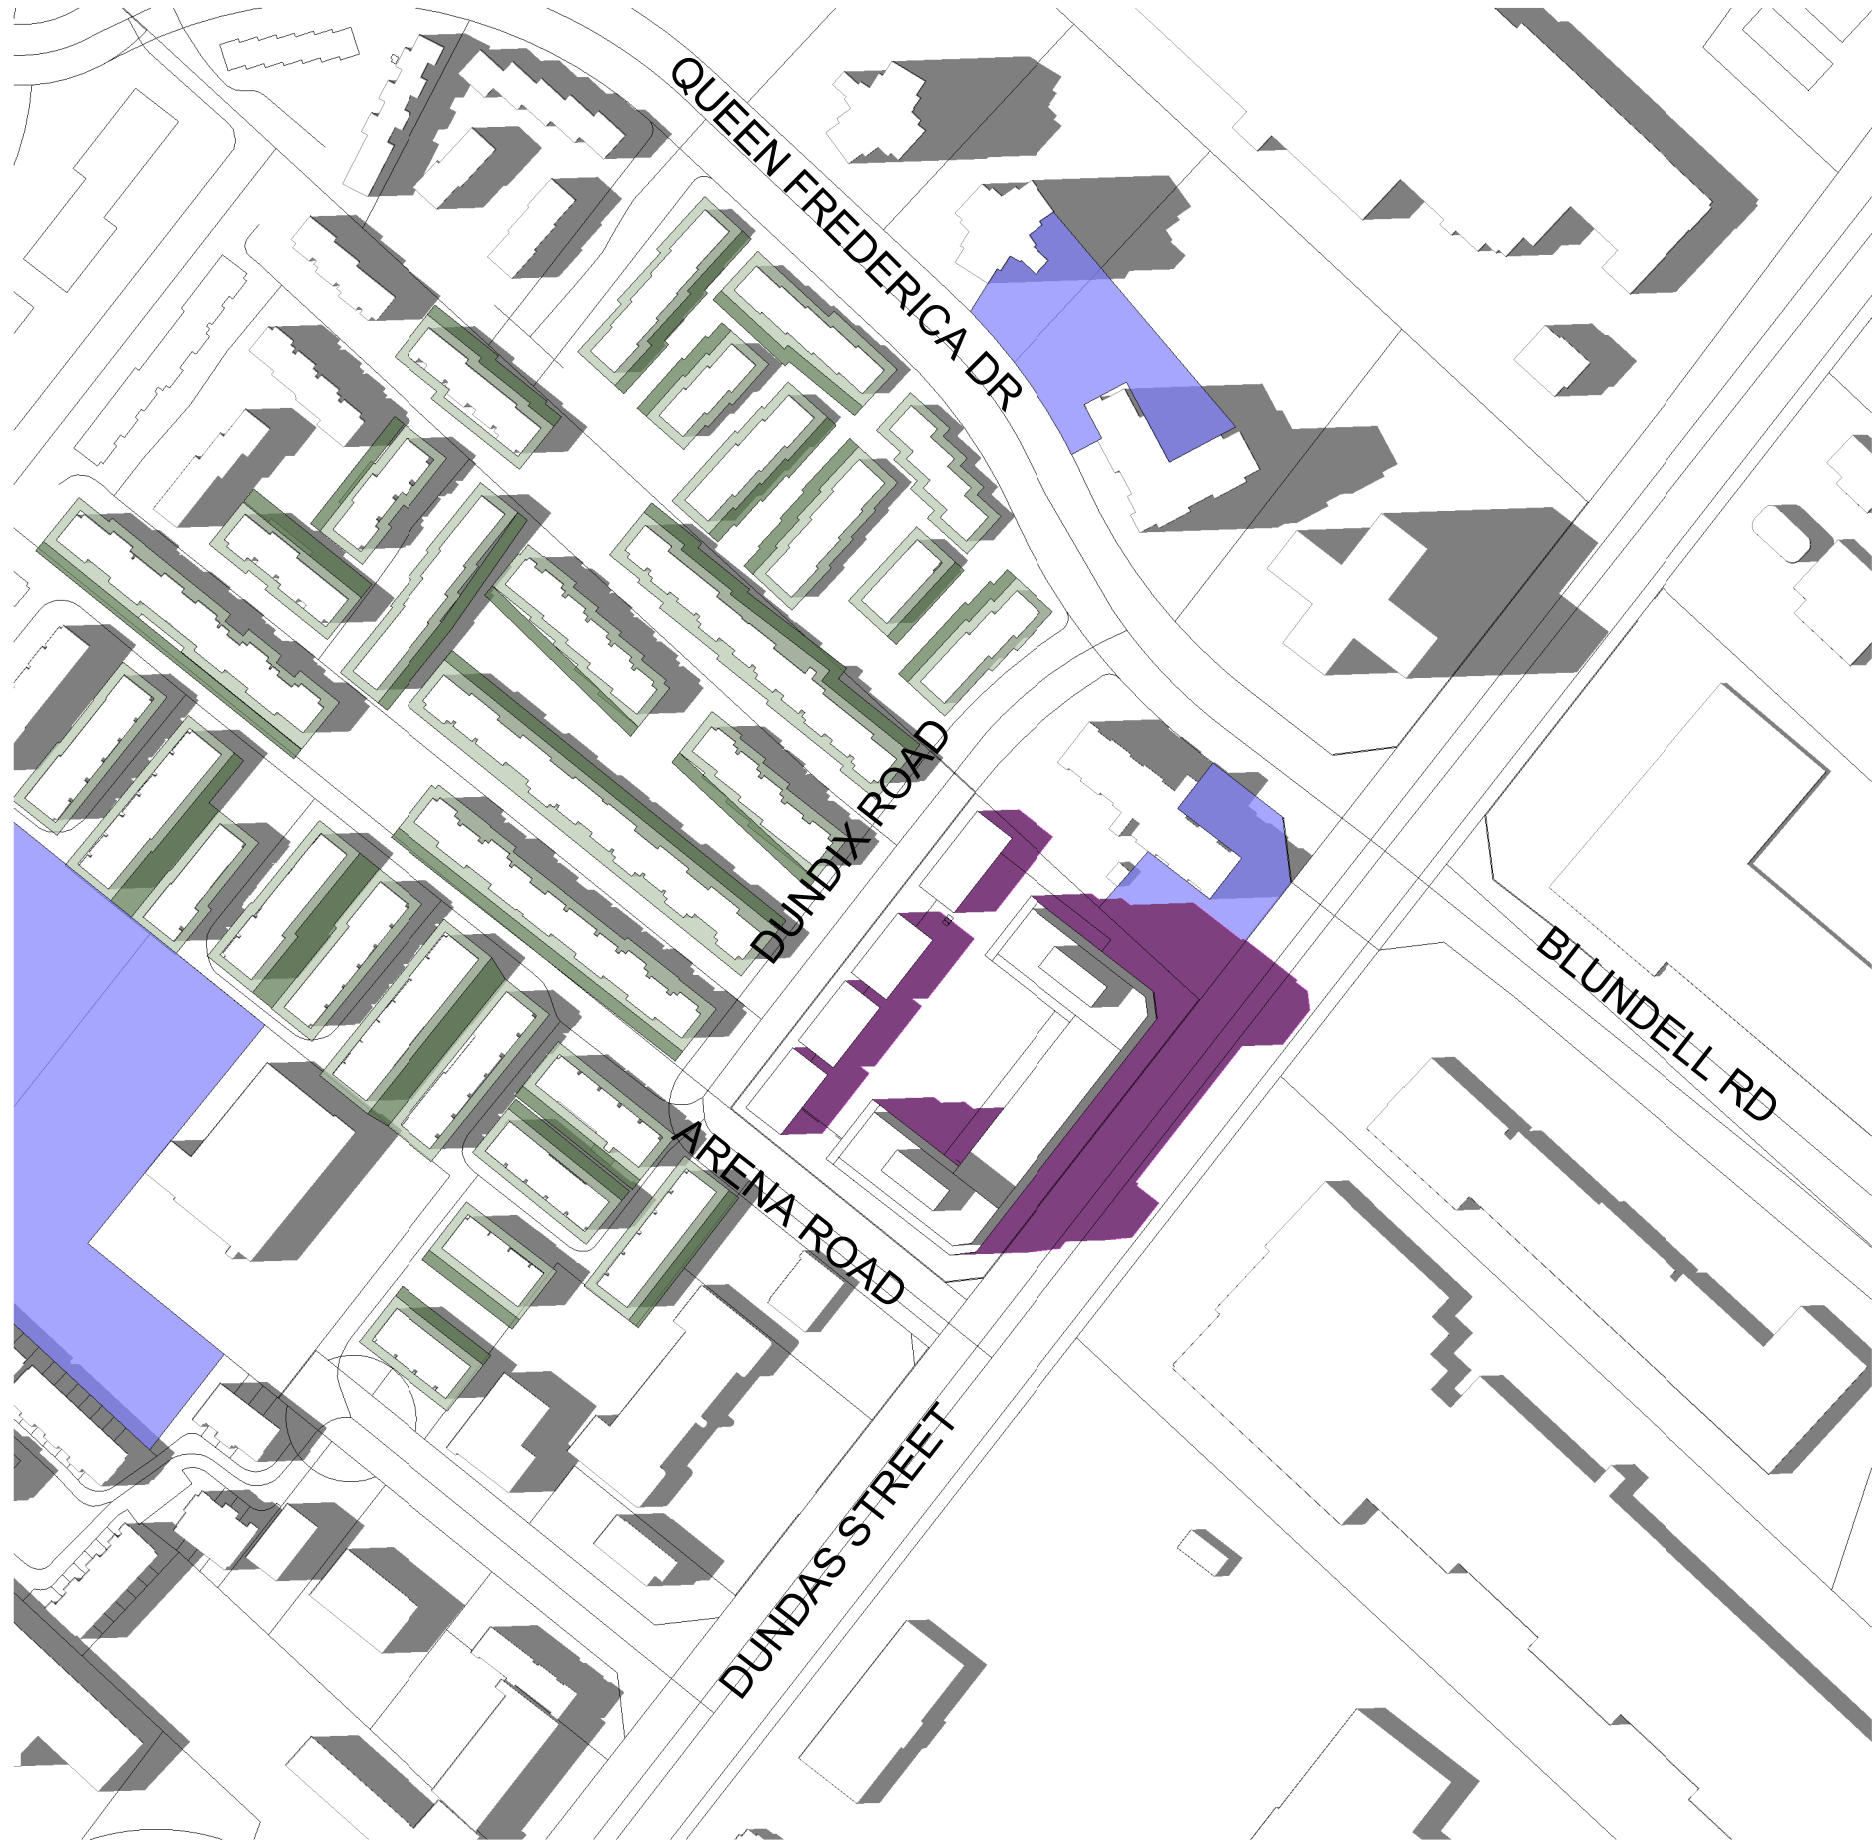 QUEEN FREDERICA DR
DUNDIX ROAD
BLUNDELL RD
ARENA ROAD
DUNDAS STREET